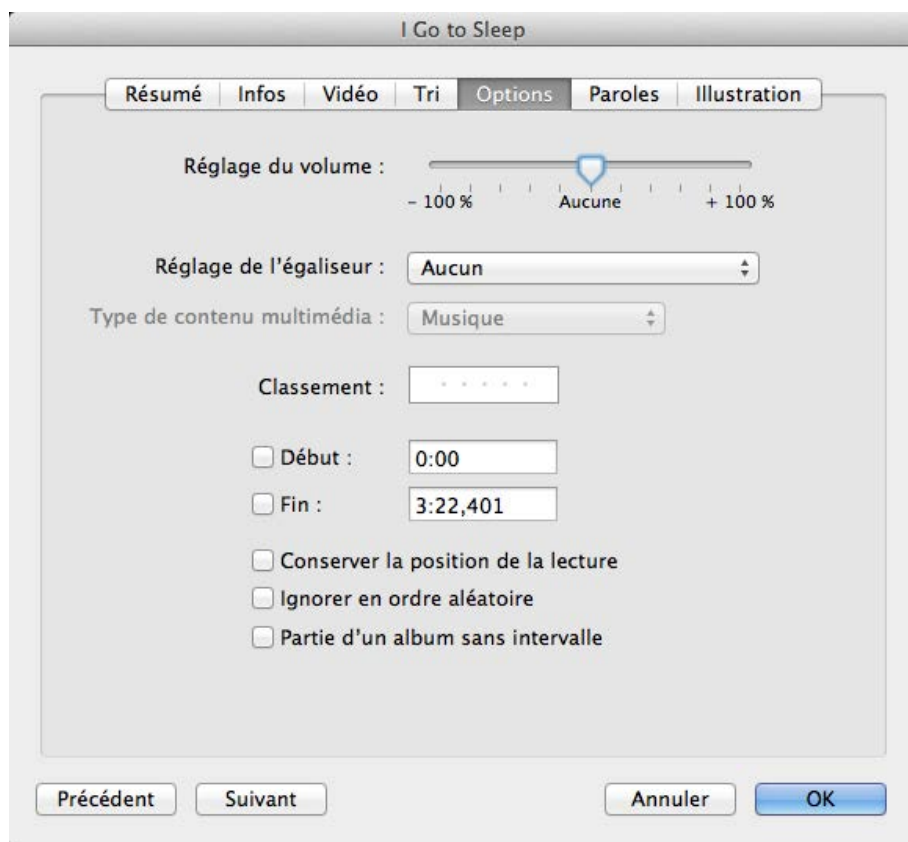 I Go to Sleep
Résumé Infos Vidéo Tri Options Paroles Illustration
Réglage du volume :
- 100 % Aucune + 100 %
Réglage de l'égaliseur : Aucun
Type de contenu multimédia : Musique
Classement :
Début : 0:00
Fin : 3:22,401
Conserver la position de la lecture
Ignorer en ordre aléatoire
Partie d'un album sans intervalle
Précédent Suivant Annuler OK